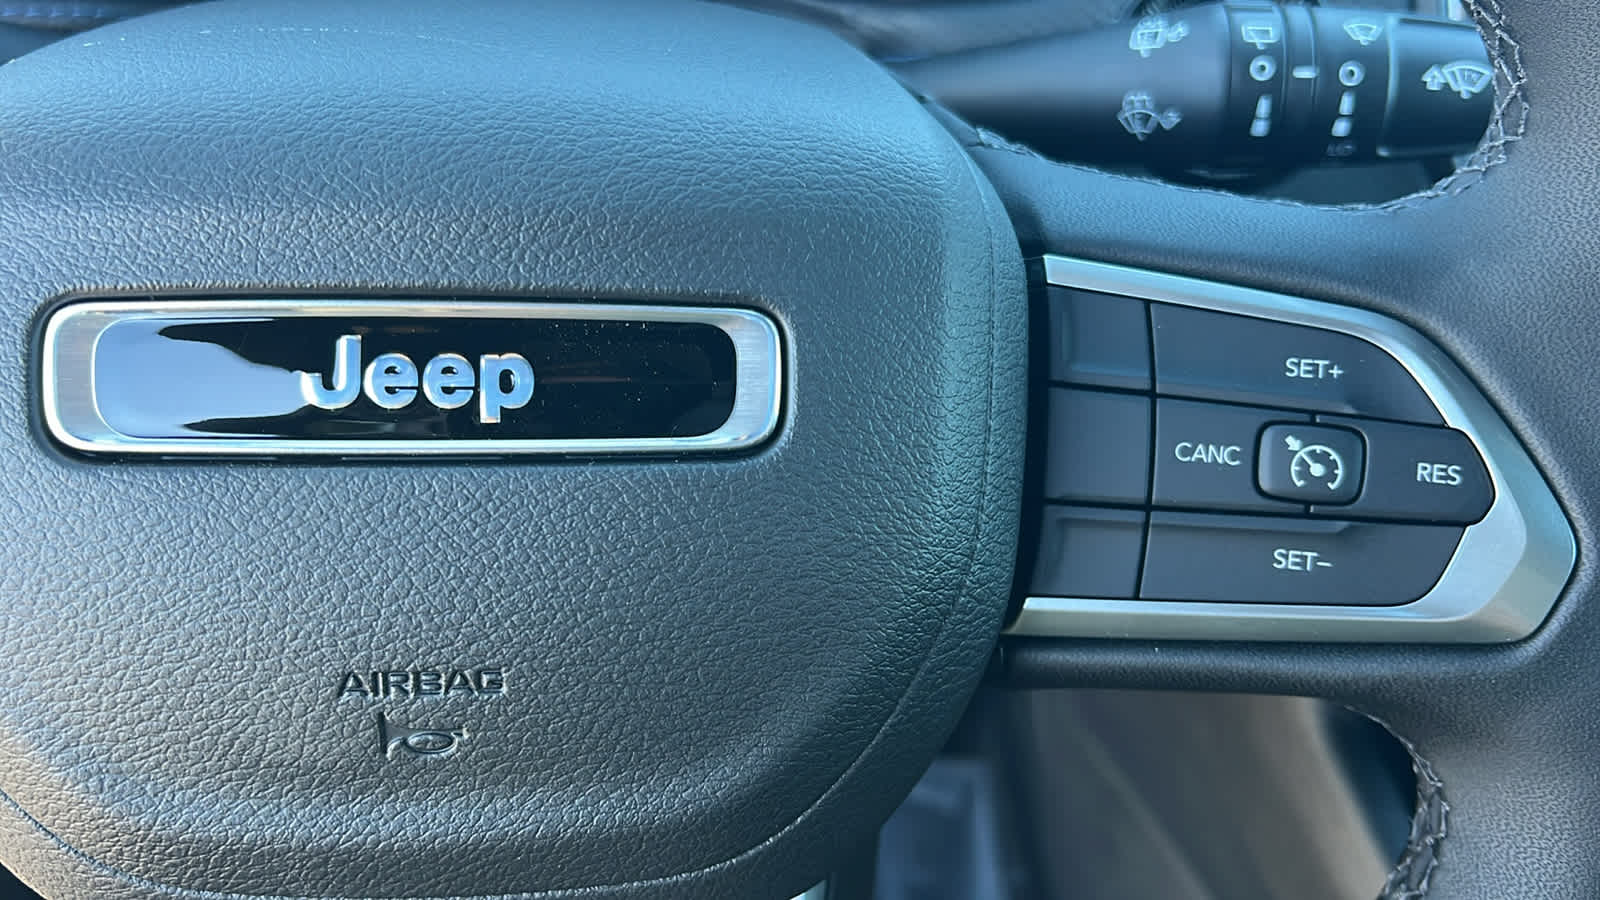 Jeep
SET+
CANC
RES
SET–
AIRBAG